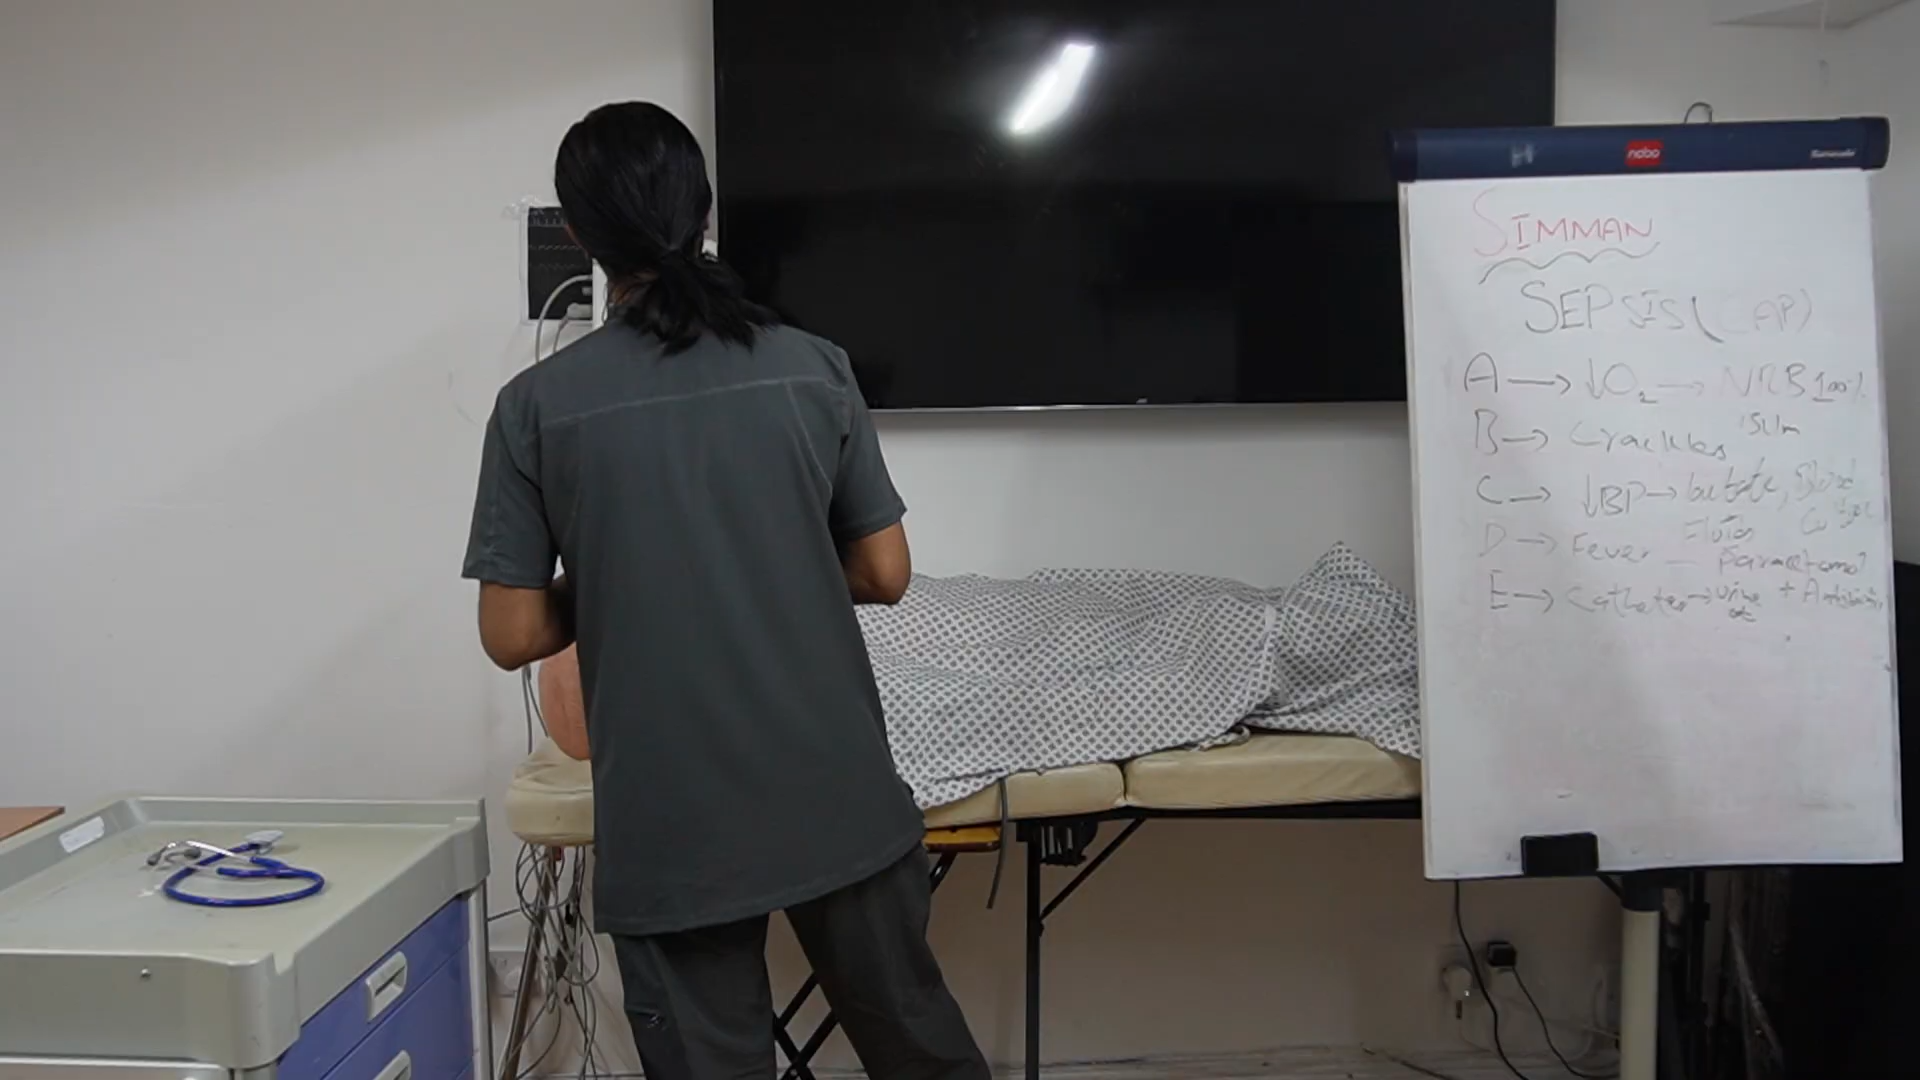 nobo
SIMMAN
SEPSIS (CAP)
A → ↓O₂ → NRB 100%
15L/m
B → Crackles
C → ↓BP → lactate, Blood
Fluids Culture
D → Fever — Paracetamol
E → Catheter → urine + Antibiotics